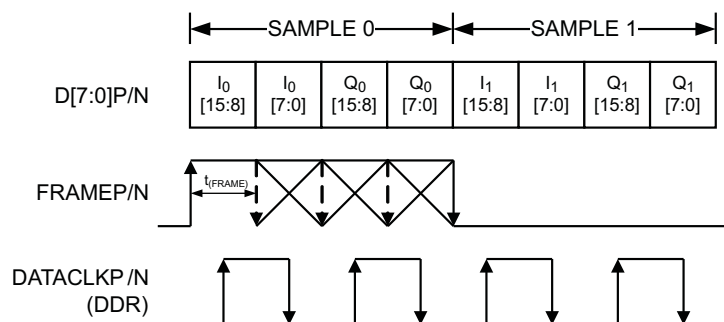 SAMPLE 0 SAMPLE 1
D[7:0]P/N I0 [15:8] I0 [7:0] Q0 [15:8] Q0 [7:0] I1 [15:8] I1 [7:0] Q1 [15:8] Q1 [7:0]
FRAMEP/N t(FRAME)
DATACLKP/N
(DDR)